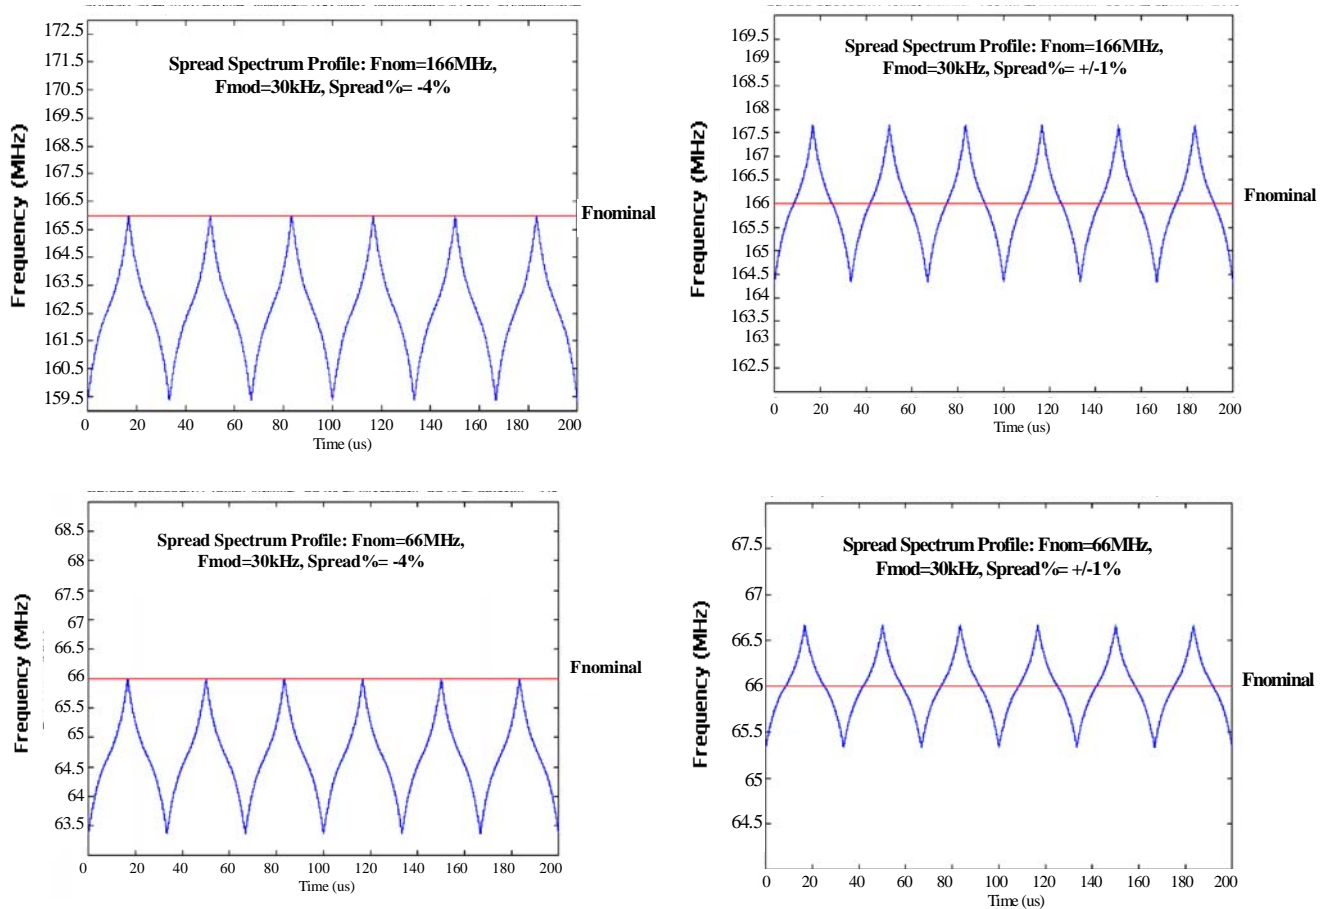 Spread Spectrum Profile: Fnom=166MHz,
Fmod=30kHz, Spread%= -4%
Frequency (MHz)
172.5
171.5
170.5
169.5
168.5
167.5
166.5
165.5
164.5
163.5
162.5
161.5
160.5
159.5
Fnominal
0 20 40 60 80 100 120 140 160 180 200
Time (us)
Spread Spectrum Profile: Fnom=166MHz,
Fmod=30kHz, Spread%= +/-1%
Frequency (MHz)
169.5
169
168.5
168
167.5
167
166.5
166
165.5
165
164.5
164
163.5
163
162.5
Fnominal
0 20 40 60 80 100 120 140 160 180 200
Time (us)
Spread Spectrum Profile: Fnom=66MHz,
Fmod=30kHz, Spread%= -4%
Frequency (MHz)
68.5
68
67.5
67
66.5
66
65.5
65
64.5
64
63.5
Fnominal
0 20 40 60 80 100 120 140 160 180 200
Time (us)
Spread Spectrum Profile: Fnom=66MHz,
Fmod=30kHz, Spread%= +/-1%
Frequency (MHz)
67.5
67
66.5
66
65.5
65
64.5
Fnominal
0 20 40 60 80 100 120 140 160 180 200
Time (us)